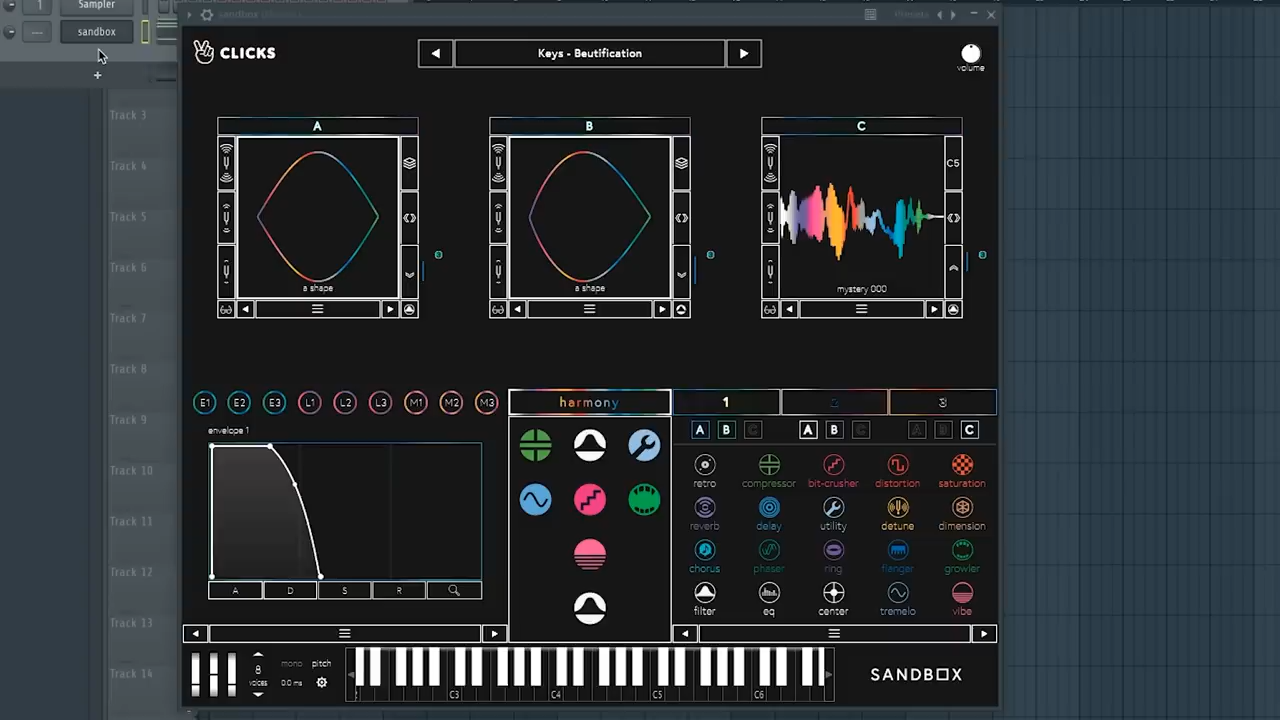 1 Sampler
--- sandbox
+
sandbox
Presets
CLICKS
Keys - Beutification
volume
A
B
C
C5
a shape
a shape
mystery 000
E1 E2 E3 L1 L2 L3 M1 M2 M3
harmony
1 2 3
A B C A B C A B C
envelope 1
retro compressor bit-crusher distortion saturation
reverb delay utility detune dimension
chorus phaser ring flanger growler
filter eq center tremelo vibe
A D S R
8
voices
mono pitch
0.0 ms
C3 C4 C5 C6
SANDBOX
Track 3
Track 4
Track 5
Track 6
Track 7
Track 8
Track 9
Track 10
Track 11
Track 12
Track 13
Track 14